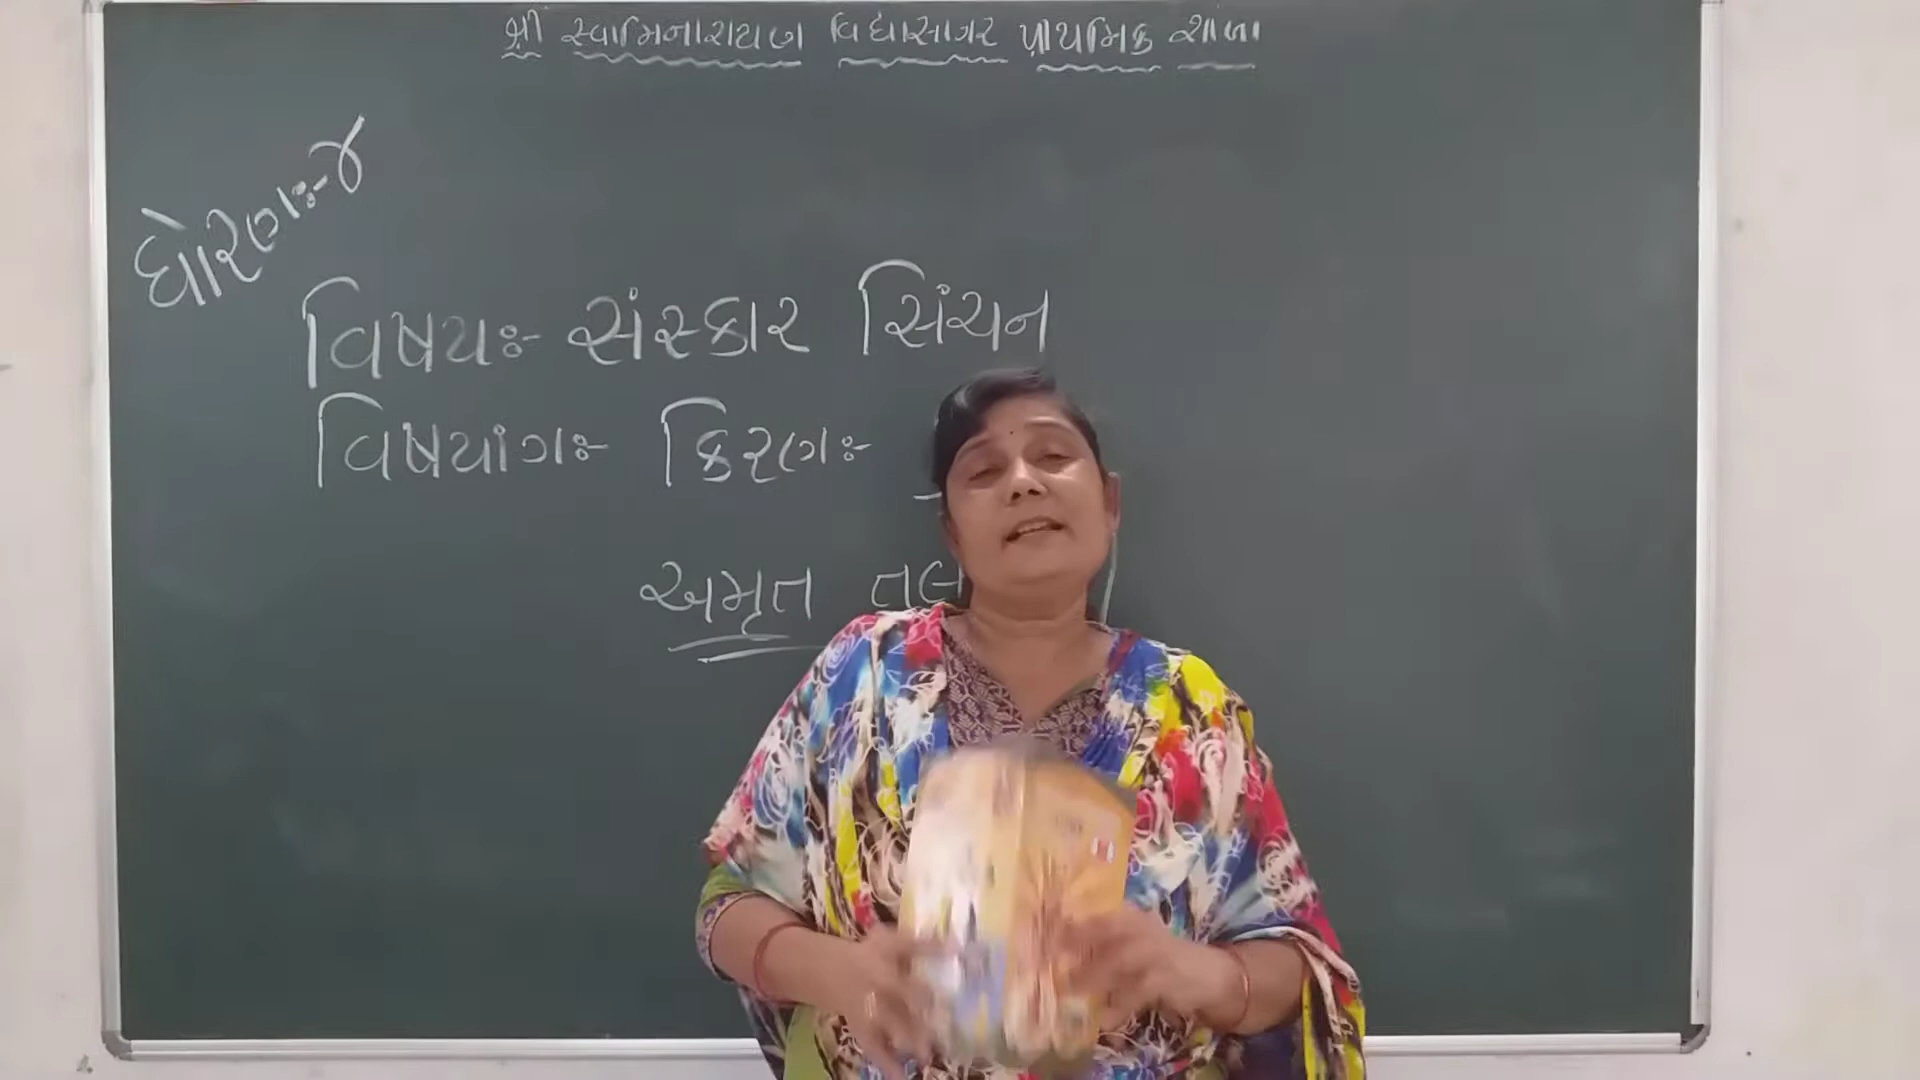 શ્રી સ્વામિનારાયણ વિદ્યાસાગર પ્રાથમિક શાળા
ધોરણઃ-૪
વિષયઃ- સંસ્કાર સિંચન
વિષયાંગઃ- કિરણઃ-
અમૃત